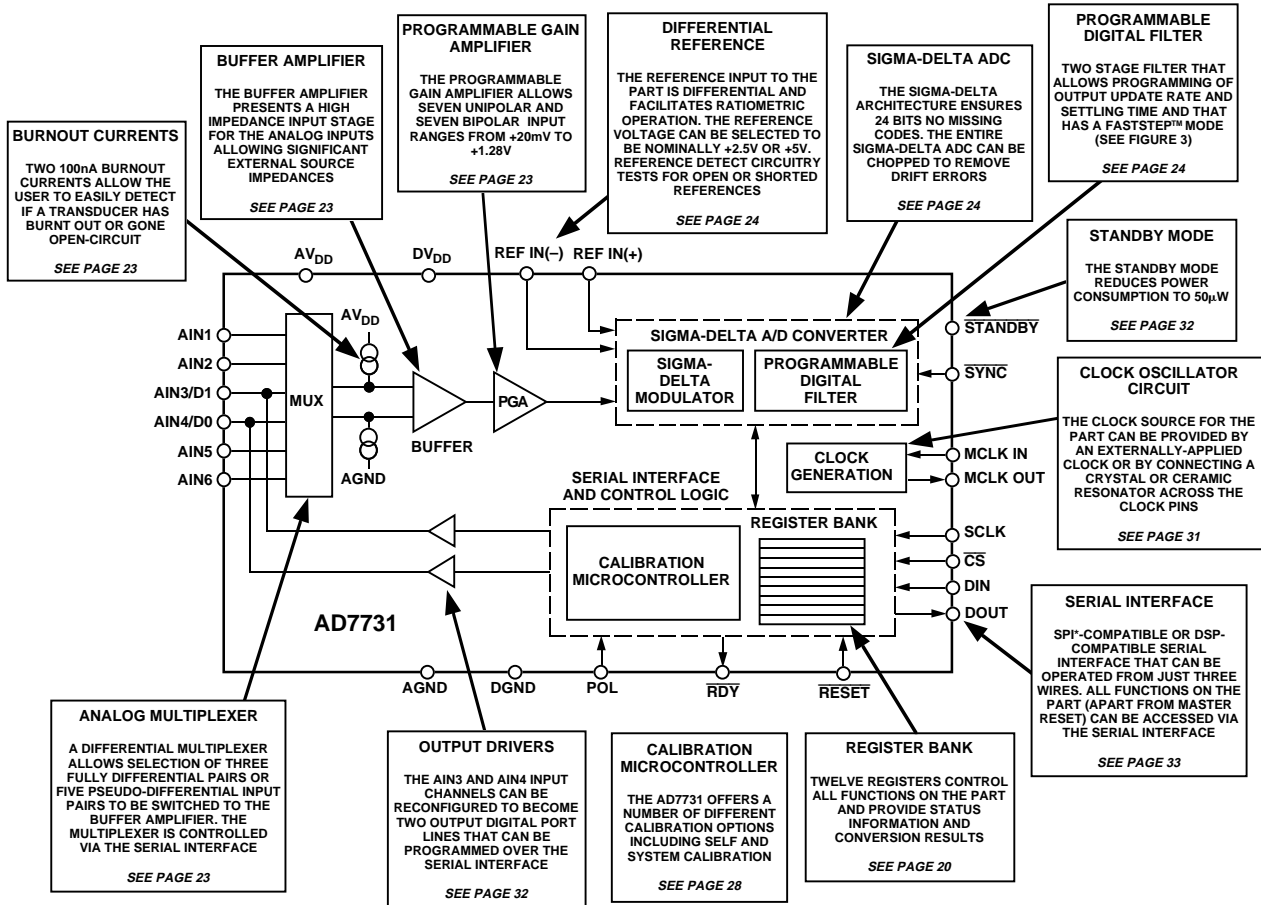 PROGRAMMABLE GAIN
AMPLIFIER
THE PROGRAMMABLE
GAIN AMPLIFIER ALLOWS
SEVEN UNIPOLAR AND
SEVEN BIPOLAR INPUT
RANGES FROM +20mV TO
+1.28V
SEE PAGE 23
DIFFERENTIAL
REFERENCE
THE REFERENCE INPUT TO THE
PART IS DIFFERENTIAL AND
FACILITATES RATIOMETRIC
OPERATION. THE REFERENCE
VOLTAGE CAN BE SELECTED TO
BE NOMINALLY +2.5V OR +5V.
REFERENCE DETECT CIRCUITRY
TESTS FOR OPEN OR SHORTED
REFERENCES
SEE PAGE 24
PROGRAMMABLE
DIGITAL FILTER
TWO STAGE FILTER THAT
ALLOWS PROGRAMMING OF
OUTPUT UPDATE RATE AND
SETTLING TIME AND THAT
HAS A FASTSTEP™ MODE
(SEE FIGURE 3)
SEE PAGE 24
BUFFER AMPLIFIER
THE BUFFER AMPLIFIER
PRESENTS A HIGH
IMPEDANCE INPUT STAGE
FOR THE ANALOG INPUTS
ALLOWING SIGNIFICANT
EXTERNAL SOURCE
IMPEDANCES
SEE PAGE 23
SIGMA-DELTA ADC
THE SIGMA-DELTA
ARCHITECTURE ENSURES
24 BITS NO MISSING
CODES. THE ENTIRE
SIGMA-DELTA ADC CAN BE
CHOPPED TO REMOVE
DRIFT ERRORS
SEE PAGE 24
BURNOUT CURRENTS
TWO 100nA BURNOUT
CURRENTS ALLOW THE
USER TO EASILY DETECT
IF A TRANSDUCER HAS
BURNT OUT OR GONE
OPEN-CIRCUIT
SEE PAGE 23
STANDBY MODE
THE STANDBY MODE
REDUCES POWER
CONSUMPTION TO 50μW
SEE PAGE 32
AVDD
DVDD
REF IN(–)
REF IN(+)
AIN1
AIN2
AIN3/D1
AIN4/D0
AIN5
AIN6
MUX
AVDD
AGND
BUFFER
PGA
SIGMA-DELTA A/D CONVERTER
SIGMA-
DELTA
MODULATOR
PROGRAMMABLE
DIGITAL
FILTER
STANDBY
SYNC
CLOCK
GENERATION
MCLK IN
MCLK OUT
CLOCK OSCILLATOR
CIRCUIT
THE CLOCK SOURCE FOR THE
PART CAN BE PROVIDED BY
AN EXTERNALLY-APPLIED
CLOCK OR BY CONNECTING A
CRYSTAL OR CERAMIC
RESONATOR ACROSS THE
CLOCK PINS
SEE PAGE 31
SERIAL INTERFACE
AND CONTROL LOGIC
REGISTER BANK
CALIBRATION
MICROCONTROLLER
SCLK
CS
DIN
DOUT
AD7731
AGND
DGND
POL
RDY
RESET
SERIAL INTERFACE
SPI*-COMPATIBLE OR DSP-
COMPATIBLE SERIAL
INTERFACE THAT CAN BE
OPERATED FROM JUST THREE
WIRES. ALL FUNCTIONS ON THE
PART (APART FROM MASTER
RESET) CAN BE ACCESSED VIA
THE SERIAL INTERFACE
SEE PAGE 33
ANALOG MULTIPLEXER
A DIFFERENTIAL MULTIPLEXER
ALLOWS SELECTION OF THREE
FULLY DIFFERENTIAL PAIRS OR
FIVE PSEUDO-DIFFERENTIAL INPUT
PAIRS TO BE SWITCHED TO THE
BUFFER AMPLIFIER. THE
MULTIPLEXER IS CONTROLLED
VIA THE SERIAL INTERFACE
SEE PAGE 23
OUTPUT DRIVERS
THE AIN3 AND AIN4 INPUT
CHANNELS CAN BE
RECONFIGURED TO BECOME
TWO OUTPUT DIGITAL PORT
LINES THAT CAN BE
PROGRAMMED OVER THE
SERIAL INTERFACE
SEE PAGE 32
CALIBRATION
MICROCONTROLLER
THE AD7731 OFFERS A
NUMBER OF DIFFERENT
CALIBRATION OPTIONS
INCLUDING SELF AND
SYSTEM CALIBRATION
SEE PAGE 28
REGISTER BANK
TWELVE REGISTERS CONTROL
ALL FUNCTIONS ON THE PART
AND PROVIDE STATUS
INFORMATION AND
CONVERSION RESULTS
SEE PAGE 20